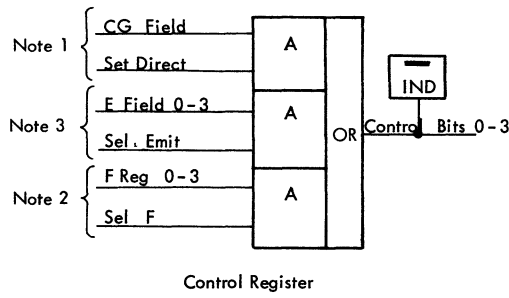 Note 1
CG Field
Set Direct
A
Note 3
E Field 0-3
Sel. Emit
A
Note 2
F Reg 0-3
Sel F
A
OR
IND
Control Bits 0-3
Control Register